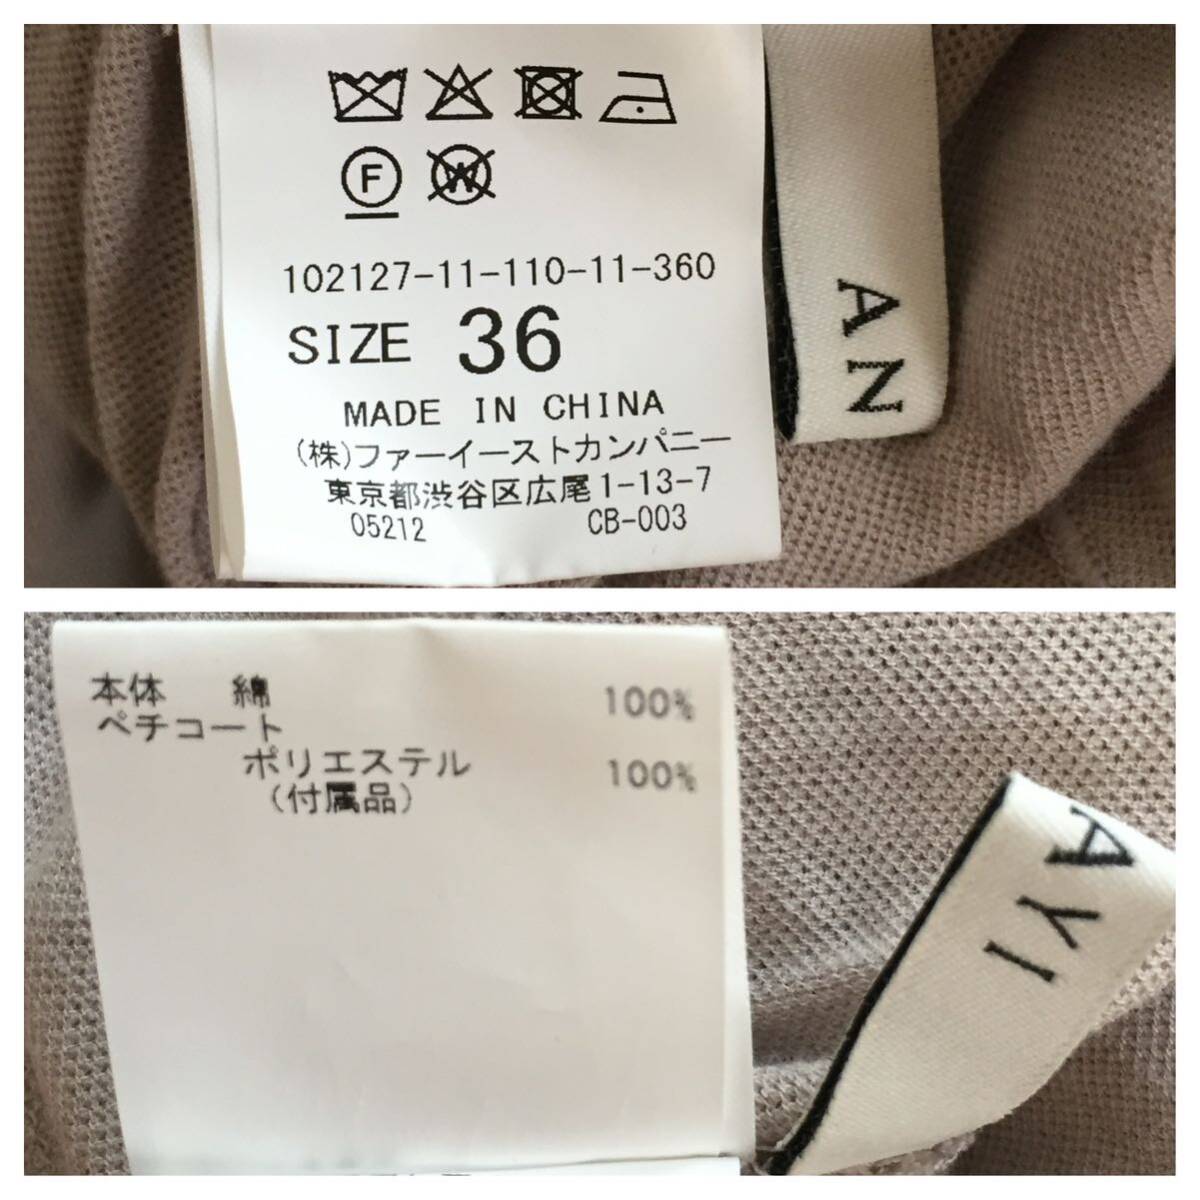 F
W
102127-11-110-11-360
SIZE 36
MADE IN CHINA
(株)ファーイーストカンパニー
東京都渋谷区広尾1-13-7
05212 CB-003
AN
本体 綿 100%
ペチコート
ポリエステル 100%
(付属品)
AYI